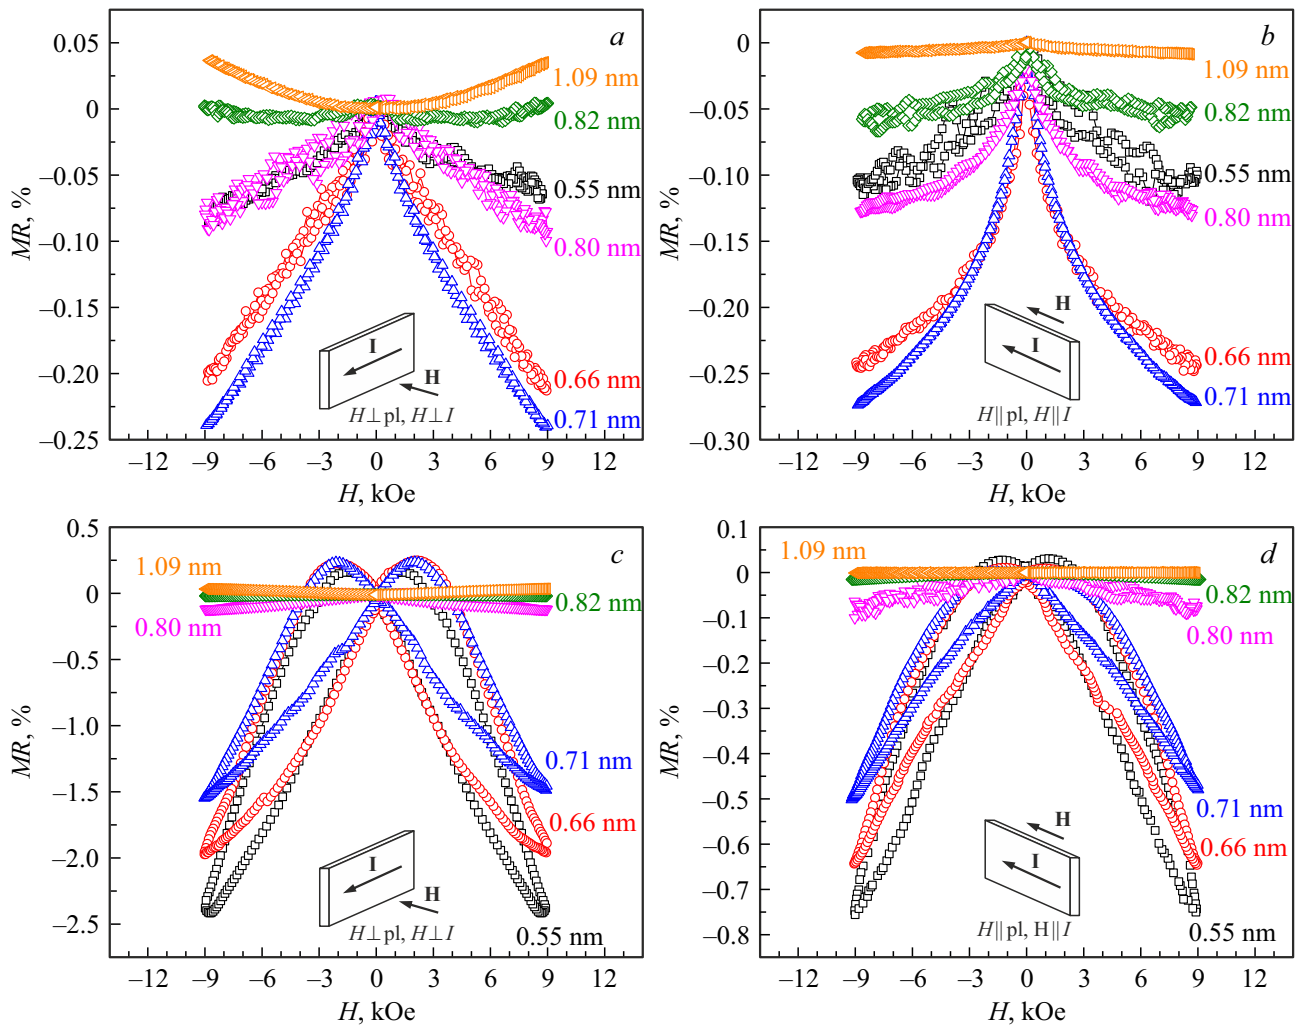 a
0.05
0
–0.05
–0.10
–0.15
–0.20
–0.25
MR, %
1.09 nm
0.82 nm
0.55 nm
0.80 nm
0.66 nm
0.71 nm
I
H
H⊥pl, H⊥I
–12 –9 –6 –3 0 3 6 9 12
H, kOe
b
0
–0.05
–0.10
–0.15
–0.20
–0.25
–0.30
MR, %
1.09 nm
0.82 nm
0.55 nm
0.80 nm
0.66 nm
0.71 nm
H
I
H||pl, H||I
–12 –9 –6 –3 0 3 6 9 12
H, kOe
c
0.5
0
–0.5
–1.0
–1.5
–2.0
–2.5
MR, %
1.09 nm
0.82 nm
0.80 nm
0.71 nm
0.66 nm
0.55 nm
I
H
H⊥pl, H⊥I
–12 –9 –6 –3 0 3 6 9 12
H, kOe
d
0.1
0
–0.1
–0.2
–0.3
–0.4
–0.5
–0.6
–0.7
–0.8
MR, %
1.09 nm
0.82 nm
0.80 nm
0.71 nm
0.66 nm
0.55 nm
H
I
H||pl, H||I
–12 –9 –6 –3 0 3 6 9 12
H, kOe